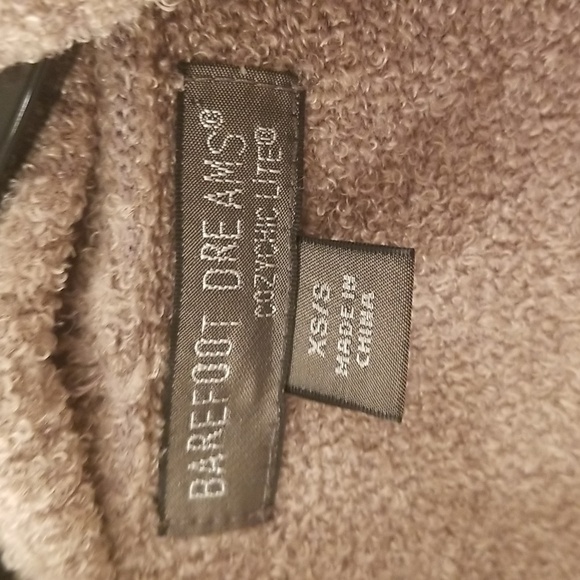 BAREFOOT DREAMS®
COZYCHIC LITE®
XS/S
MADE IN
CHINA